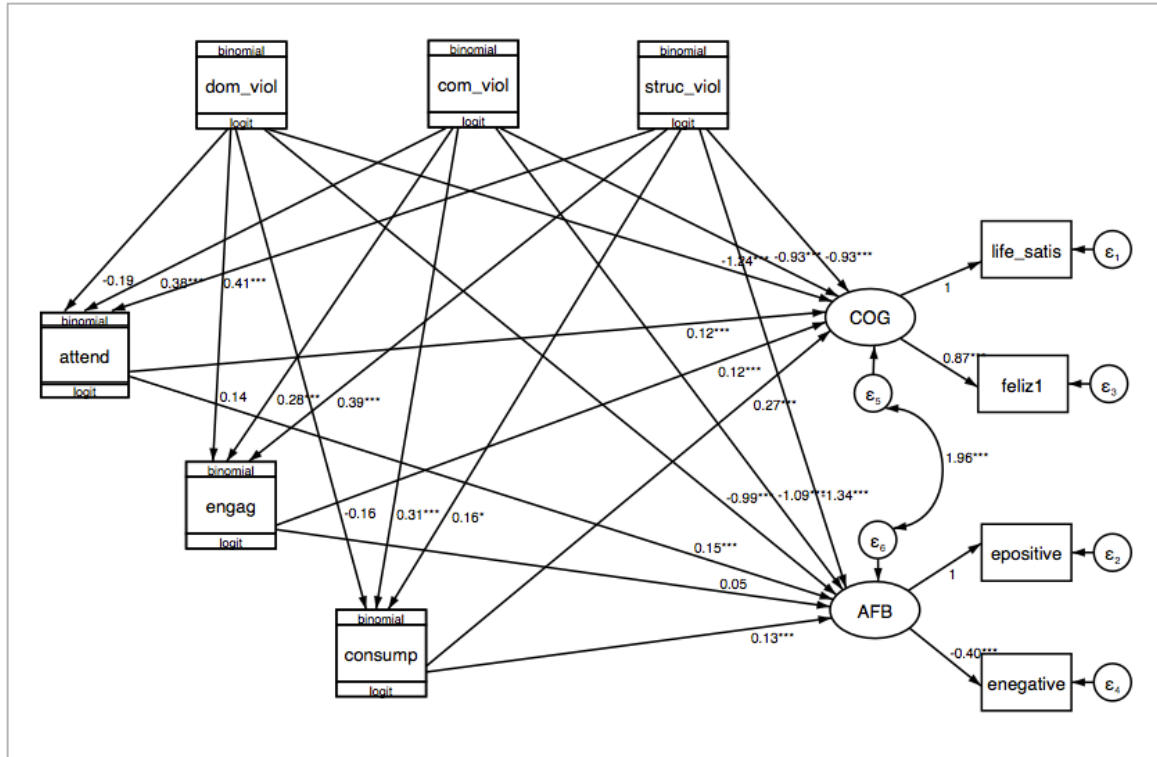 binomial
dom_viol
logit
binomial
com_viol
logit
binomial
struc_viol
logit
-0.19
0.38***
0.41***
-1.24***
-0.93***
-0.93***
life_satis
ε1
1
binomial
attend
logit
COG
0.12***
0.87***
feliz1
ε3
0.14
0.28***
0.39***
0.12***
0.27***
ε5
1.96***
binomial
engag
logit
-0.16
0.31***
0.16*
-0.99***
-1.09***
-1.34***
0.15***
0.05
ε6
epositive
ε2
1
binomial
consump
logit
0.13***
AFB
-0.40***
enegative
ε4